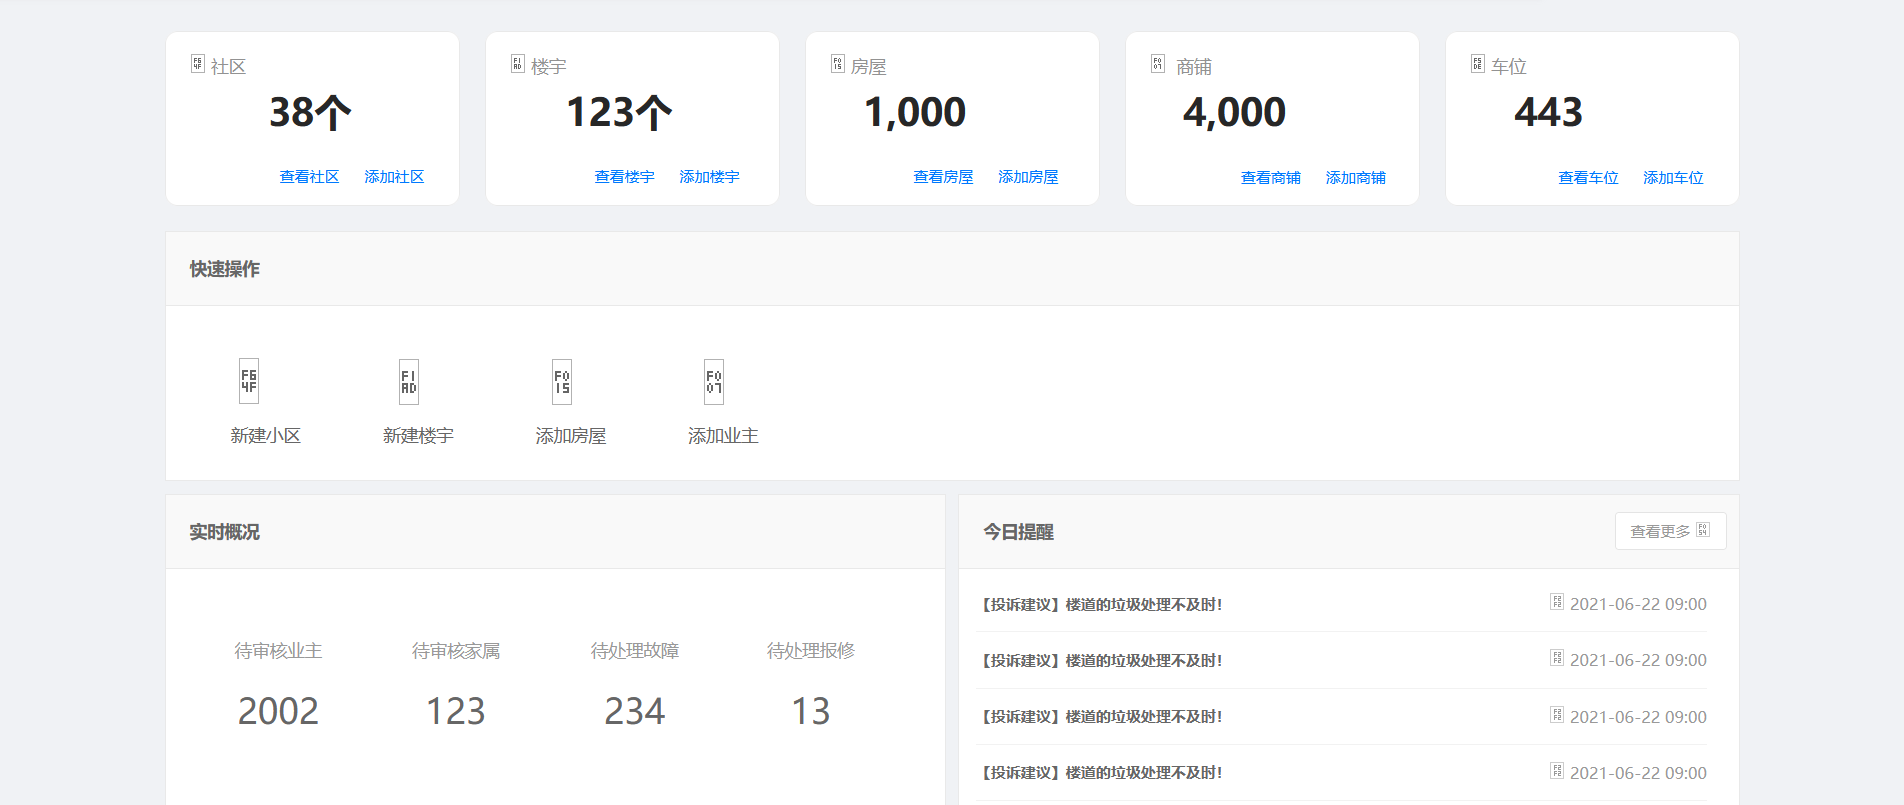 社区
38个
查看社区 添加社区
楼宇
123个
查看楼宇 添加楼宇
房屋
1,000
查看房屋 添加房屋
商铺
4,000
查看商铺 添加商铺
车位
443
查看车位 添加车位
快速操作
新建小区 新建楼宇 添加房屋 添加业主
实时概况
待审核业主 待审核家属 待处理故障 待处理报修
2002 123 234 13
今日提醒 查看更多
【投诉建议】楼道的垃圾处理不及时! 2021-06-22 09:00
【投诉建议】楼道的垃圾处理不及时! 2021-06-22 09:00
【投诉建议】楼道的垃圾处理不及时! 2021-06-22 09:00
【投诉建议】楼道的垃圾处理不及时! 2021-06-22 09:00